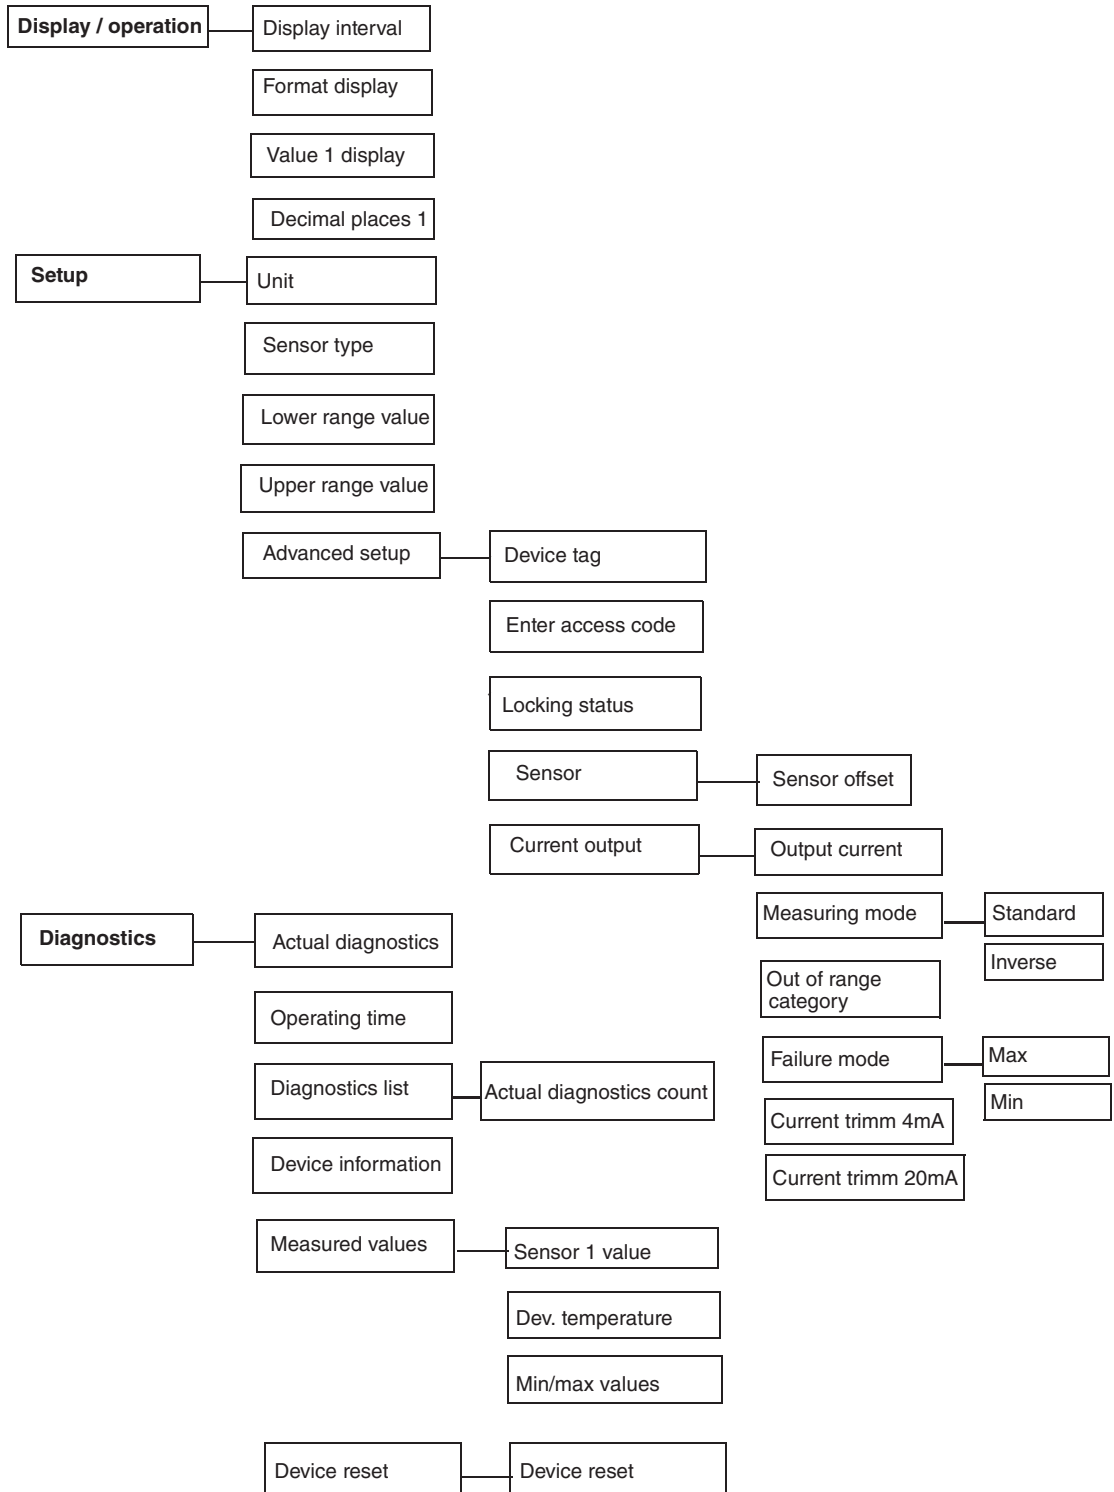 Display / operation
Display interval
Format display
Value 1 display
Decimal places 1
Setup
Unit
Sensor type
Lower range value
Upper range value
Advanced setup
Device tag
Enter access code
Locking status
Sensor
Sensor offset
Current output
Output current
Measuring mode
Standard
Inverse
Out of range
category
Failure mode
Max
Min
Current trimm 4mA
Current trimm 20mA
Diagnostics
Actual diagnostics
Operating time
Diagnostics list
Actual diagnostics count
Device information
Measured values
Sensor 1 value
Dev. temperature
Min/max values
Device reset
Device reset